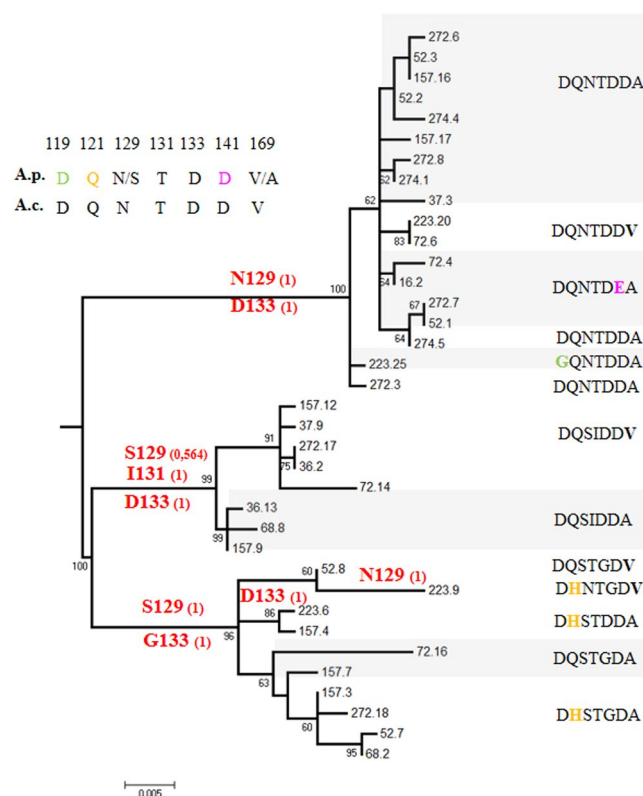 272.6
52.3
157.16
52.2
274.4
157.17
272.8
62
274.1
37.3
DQNTDDA
119 121 129 131 133 141 169
A.p. D Q N/S T D D V/A
A.c. D Q N T D D V
62
223.20
83 72.6
DQNTDDV
72.4
64 16.2
DQNTDEA
67 272.7
52.1
64 274.5
DQNTDDA
N129 (1)
100
D133 (1)
223.25
GQNTDDA
272.3
DQNTDDA
157.12
91 37.9
272.17
75 36.2
72.14
DQSIDDV
S129 (0,564)
I131 (1)
99
D133 (1)
36.13
68.8
99 157.9
DQSIDDA
100
60 52.8
DQSTGDV
N129 (1)
223.9
DHNTGDV
S129 (1)
D133 (1)
G133 (1)
96
86 223.6
157.4
DHSTDDA
72.16
63
DQSTGDA
157.7
157.3
60 272.18
52.7
95 68.2
DHSTGDA
0.005